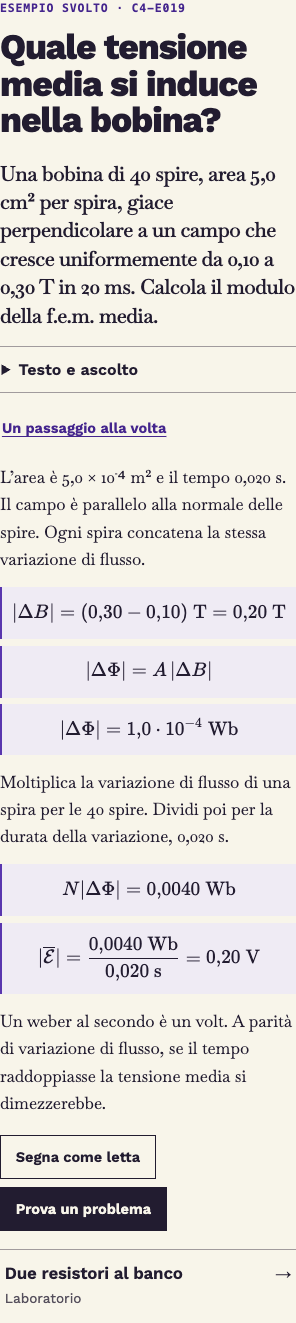 ESEMPIO SVOLTO · C4–E019
Quale tensione
media si induce
nella bobina?
Una bobina di 40 spire, area 5,0
cm² per spira, giace
perpendicolare a un campo che
cresce uniformemente da 0,10 a
0,30 T in 20 ms. Calcola il modulo
della f.e.m. media.
▶ Testo e ascolto
Un passaggio alla volta
L’area è 5,0 × 10⁻⁴ m² e il tempo 0,020 s.
Il campo è parallelo alla normale delle
spire. Ogni spira concatena la stessa
variazione di flusso.
|ΔB| = (0,30 − 0,10) T = 0,20 T
|ΔΦ| = A |ΔB|
|ΔΦ| = 1,0 · 10⁻⁴ Wb
Moltiplica la variazione di flusso di una
spira per le 40 spire. Dividi poi per la
durata della variazione, 0,020 s.
N|ΔΦ| = 0,0040 Wb
|ℰ̅| = 0,0040 Wb / 0,020 s = 0,20 V
Un weber al secondo è un volt. A parità
di variazione di flusso, se il tempo
raddoppiasse la tensione media si
dimezzerebbe.
Segna come letta
Prova un problema
Due resistori al banco →
Laboratorio